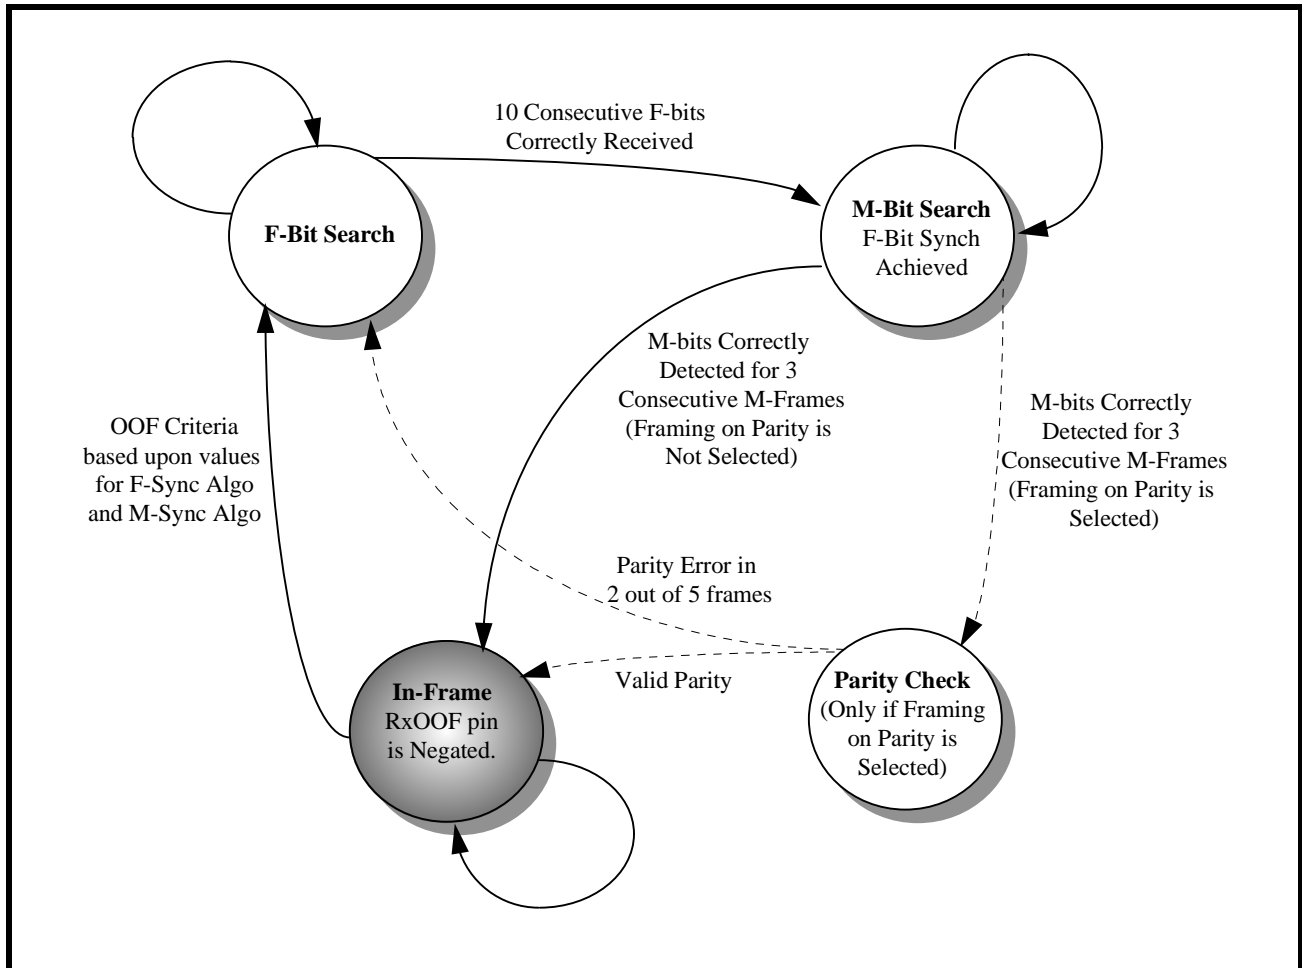 10 Consecutive F-bits
Correctly Received
F-Bit Search
M-Bit Search
F-Bit Synch
Achieved
M-bits Correctly
Detected for 3
Consecutive M-Frames
(Framing on Parity is
Not Selected)
M-bits Correctly
Detected for 3
Consecutive M-Frames
(Framing on Parity is
Selected)
OOF Criteria
based upon values
for F-Sync Algo
and M-Sync Algo
Parity Error in
2 out of 5 frames
Valid Parity
In-Frame
RxOOF pin
is Negated.
Parity Check
(Only if Framing
on Parity is
Selected)